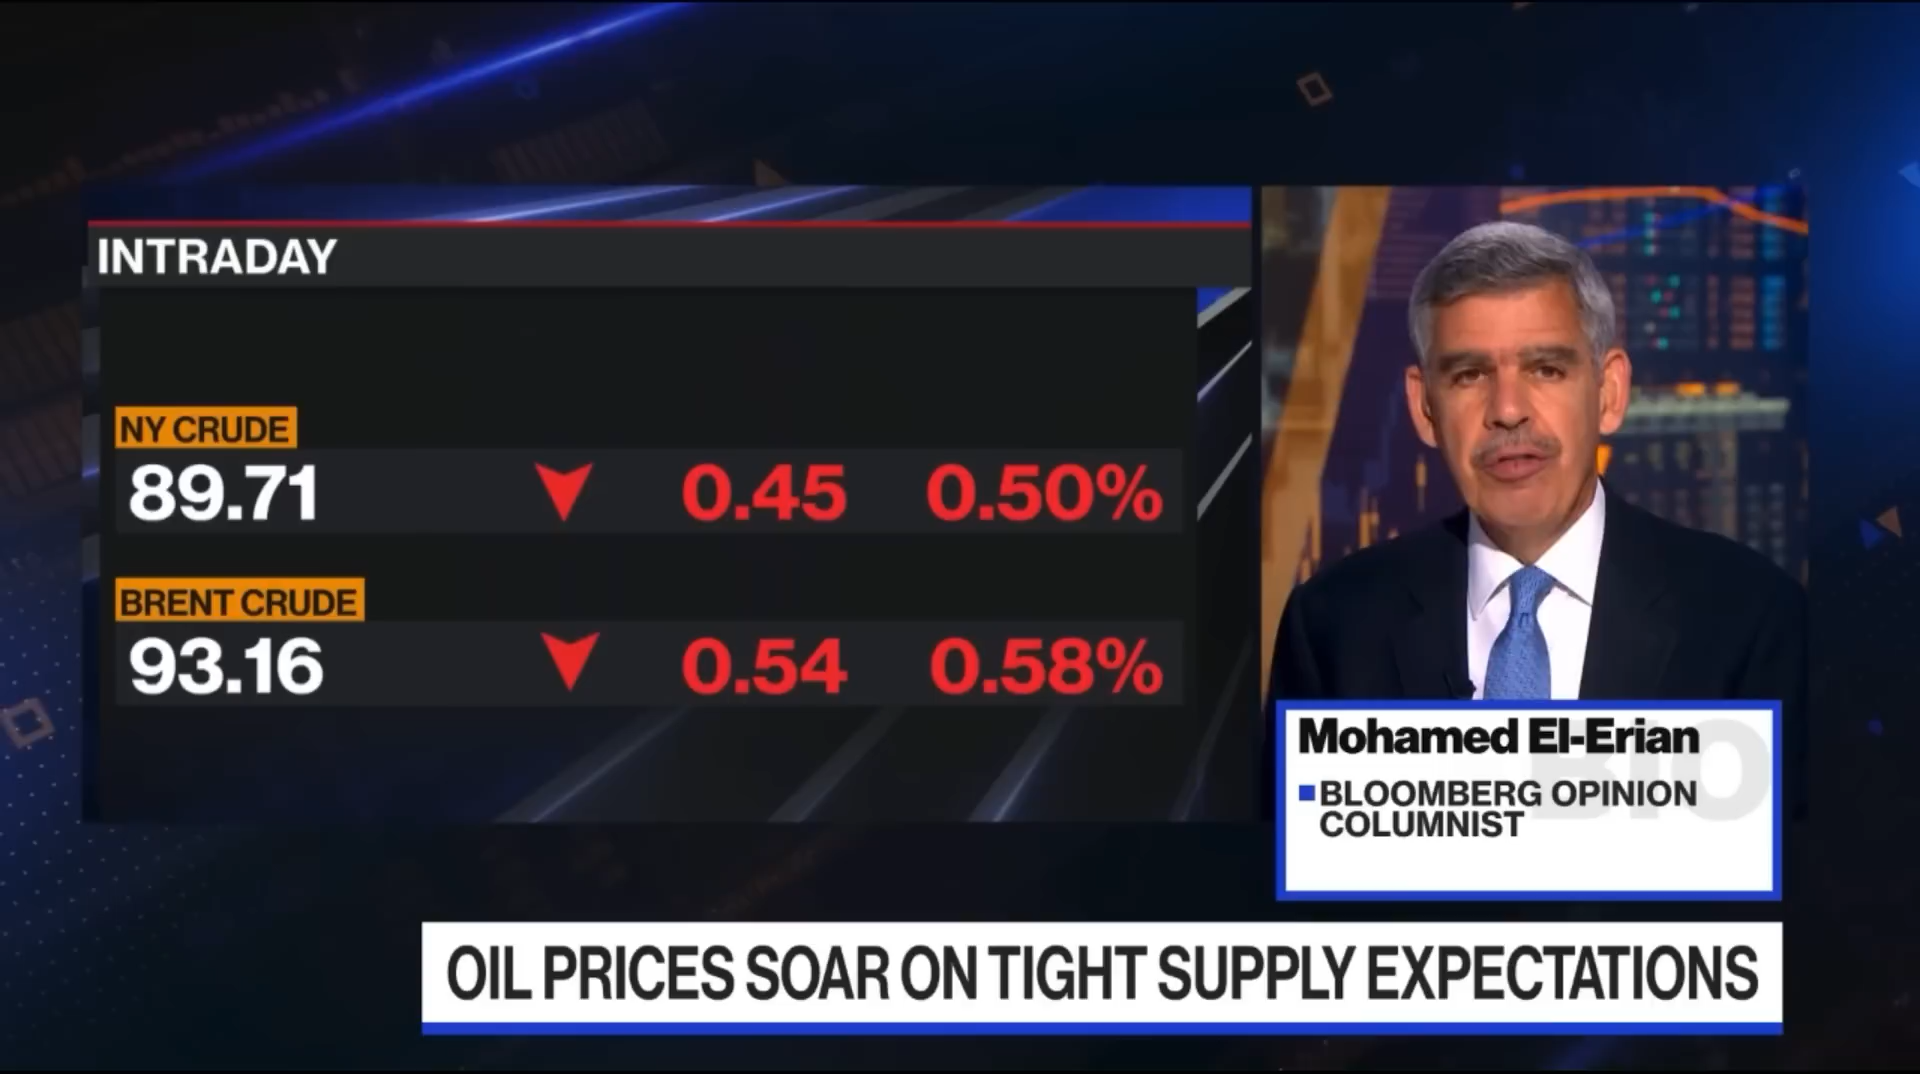 INTRADAY
NY CRUDE
89.71 ▼ 0.45 0.50%
BRENT CRUDE
93.16 ▼ 0.54 0.58%
Mohamed El-Erian
BIO
BLOOMBERG OPINION
COLUMNIST
OIL PRICES SOAR ON TIGHT SUPPLY EXPECTATIONS